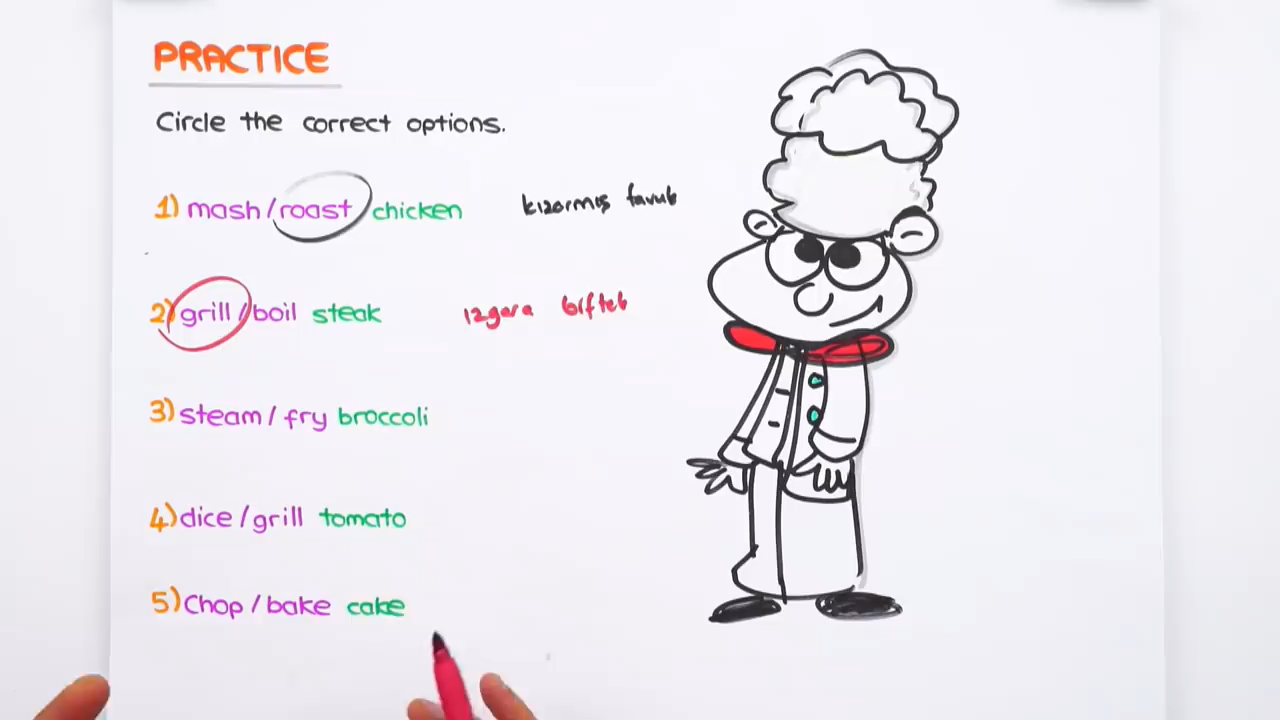 PRACTICE
Circle the correct options.
1) mash / roast chicken kızarmış tavuk
2) grill / boil steak ızgara biftek
3) steam / fry broccoli
4) dice / grill tomato
5) Chop / bake cake